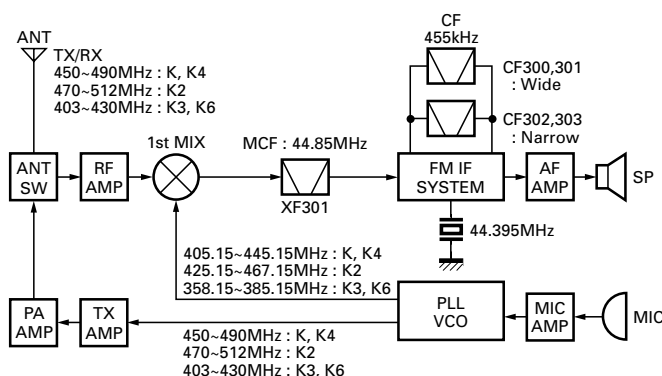 ANT
TX/RX
450~490MHz : K, K4
470~512MHz : K2
403~430MHz : K3, K6
CF
455kHz
CF300,301
: Wide
CF302,303
: Narrow
1st MIX
MCF : 44.85MHz
ANT
SW
RF
AMP
XF301
FM IF
SYSTEM
AF
AMP
SP
44.395MHz
405.15~445.15MHz : K, K4
425.15~467.15MHz : K2
358.15~385.15MHz : K3, K6
PA
AMP
TX
AMP
PLL
VCO
MIC
AMP
MIC
450~490MHz : K, K4
470~512MHz : K2
403~430MHz : K3, K6